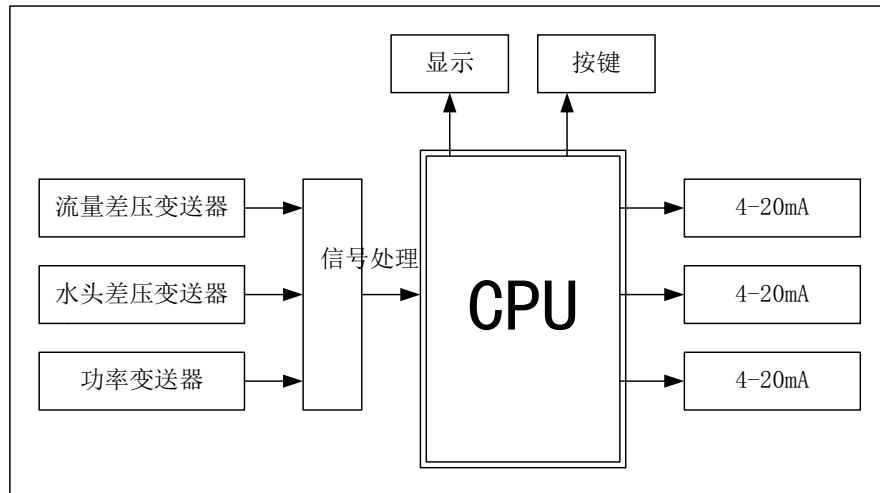 显示
按键
流量差压变送器
水头差压变送器
功率变送器
信号处理
CPU
4-20mA
4-20mA
4-20mA